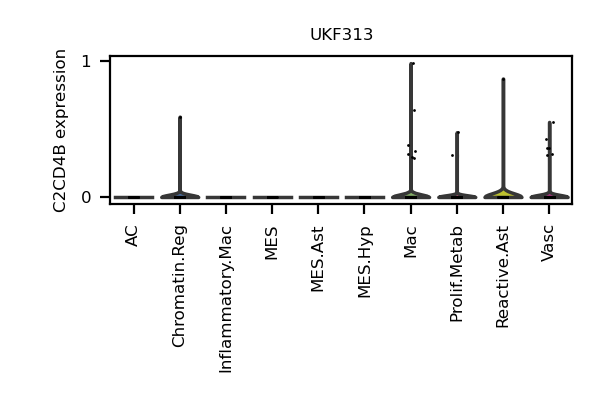 UKF313
C2CD4B expression
1
0
AC
Chromatin.Reg
Inflammatory.Mac
MES
MES.Ast
MES.Hyp
Mac
Prolif.Metab
Reactive.Ast
Vasc